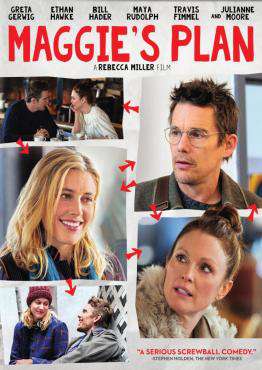 GRETA ETHAN BILL MAYA TRAVIS JULIANNE
GERWIG HAWKE HADER RUDOLPH FIMMEL AND MOORE
MAGGIE'S PLAN
A REBECCA MILLER FILM
"A SERIOUS SCREWBALL COMEDY."
STEPHEN HOLDEN, THE NEW YORK TIMES